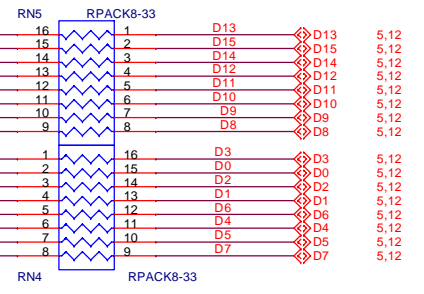 RN5 RPACK8-33
16 1 D13 D13 5,12
15 2 D15 D15 5,12
14 3 D14 D14 5,12
13 4 D12 D12 5,12
12 5 D11 D11 5,12
11 6 D10 D10 5,12
10 7 D9 D9 5,12
9 8 D8 D8 5,12
1 16 D3 D3 5,12
2 15 D0 D0 5,12
3 14 D2 D2 5,12
4 13 D1 D1 5,12
5 12 D6 D6 5,12
6 11 D4 D4 5,12
7 10 D5 D5 5,12
8 9 D7 D7 5,12
RN4 RPACK8-33